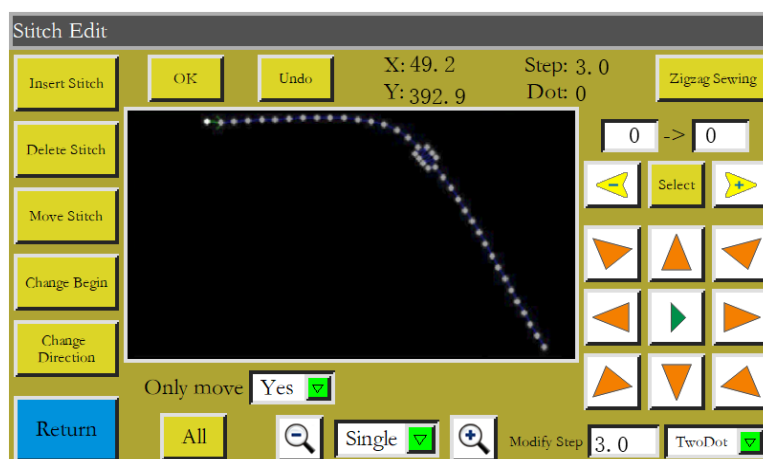 Stitch Edit
Insert Stitch
OK
Undo
X: 49. 2
Y: 392. 9
Step: 3. 0
Dot: 0
Zigzag Sewing
Delete Stitch
0 -> 0
- Select +
Move Stitch
Change Begin
Change
Direction
Only move Yes
Return
All
Single
Modify Step 3. 0
TwoDot